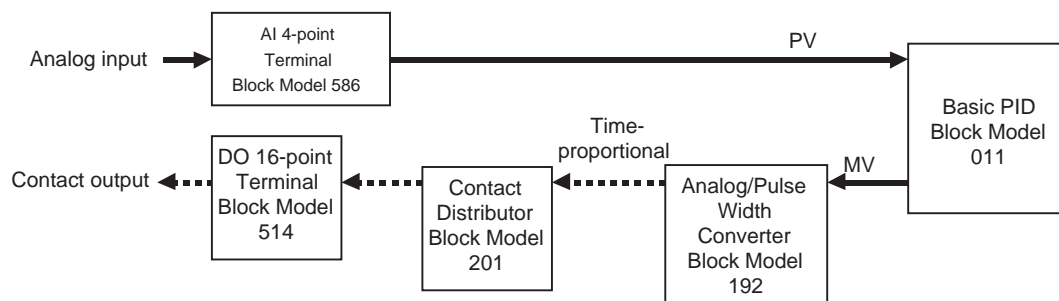 Analog input
AI 4-point
Terminal
Block Model 586
PV
Basic PID
Block Model
011
Contact output
DO 16-point
Terminal
Block Model
514
Contact
Distributor
Block Model
201
Time-
proportional
Analog/Pulse
Width
Converter
Block Model
192
MV